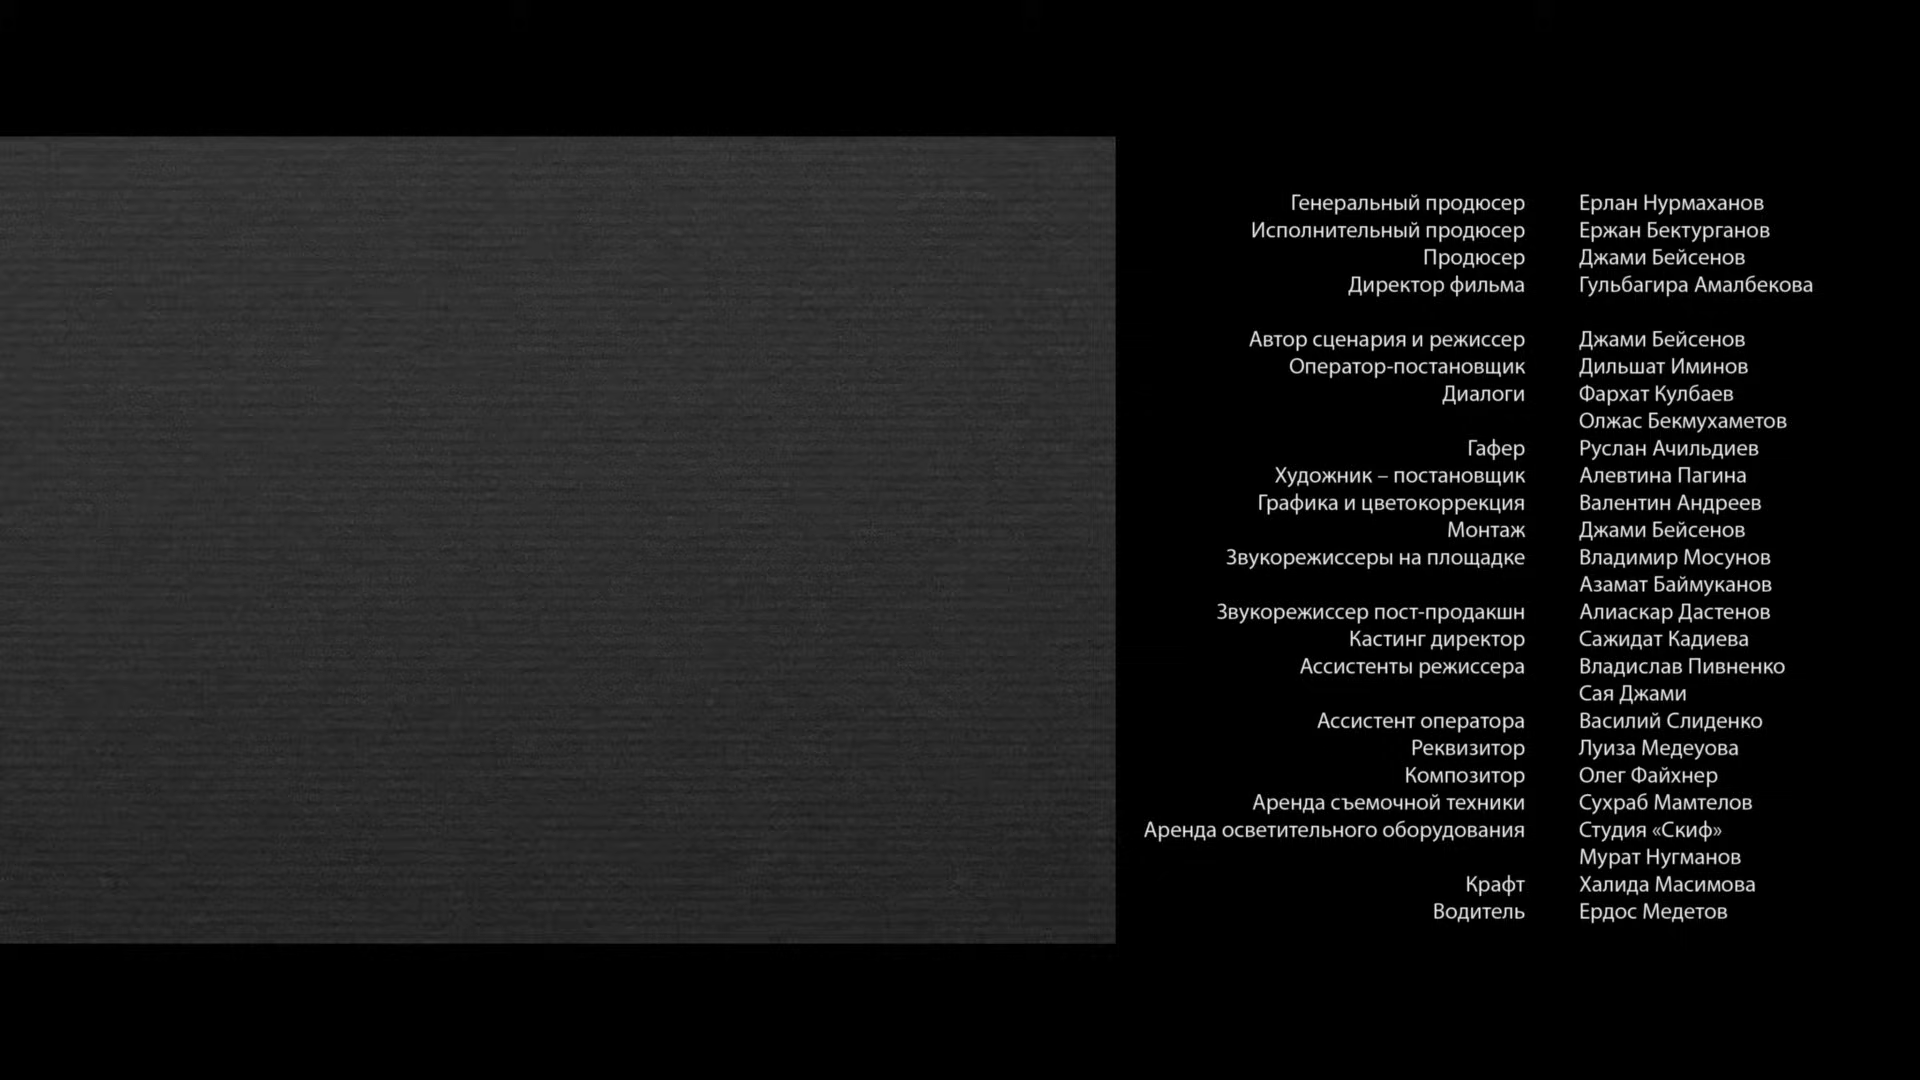 Генеральный продюсер Ерлан Нурмаханов
Исполнительный продюсер Ержан Бектурганов
Продюсер Джами Бейсенов
Директор фильма Гульбагира Амалбекова
Автор сценария и режиссер Джами Бейсенов
Оператор-постановщик Дильшат Иминов
Диалоги Фархат Кулбаев
Олжас Бекмухаметов
Гафер Руслан Ачильдиев
Художник – постановщик Алевтина Пагина
Графика и цветокоррекция Валентин Андреев
Монтаж Джами Бейсенов
Звукорежиссеры на площадке Владимир Мосунов
Азамат Баймуканов
Звукорежиссер пост-продакшн Алиаскар Дастенов
Кастинг директор Сажидат Кадиева
Ассистенты режиссера Владислав Пивненко
Сая Джами
Ассистент оператора Василий Слиденко
Реквизитор Луиза Медеуова
Композитор Олег Файхнер
Аренда съемочной техники Сухраб Мамтелов
Аренда осветительного оборудования Студия «Скиф»
Мурат Нугманов
Крафт Халида Масимова
Водитель Ердос Медетов